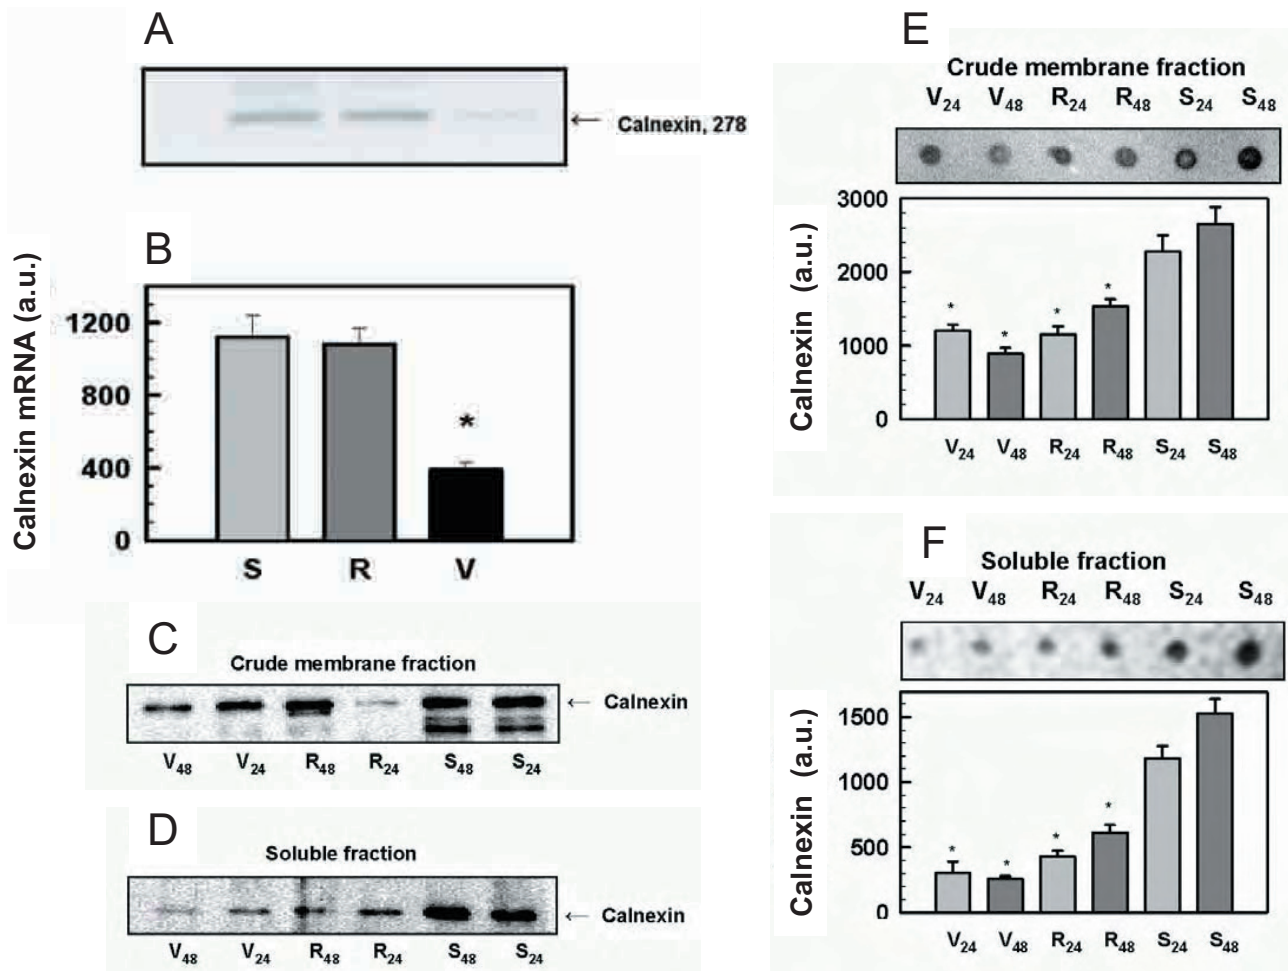 A
Calnexin, 278
B
Calnexin mRNA (a.u.)
1200
800
400
0
*
S R V
C
Crude membrane fraction
Calnexin
V48 V24 R48 R24 S48 S24
D
Soluble fraction
Calnexin
V48 V24 R48 R24 S48 S24
E
Crude membrane fraction
V24 V48 R24 R48 S24 S48
Calnexin (a.u.)
3000
2000
1000
0
* * * *
V24 V48 R24 R48 S24 S48
F
Soluble fraction
V24 V48 R24 R48 S24 S48
Calnexin (a.u.)
1500
1000
500
0
* * * *
V24 V48 R24 R48 S24 S48